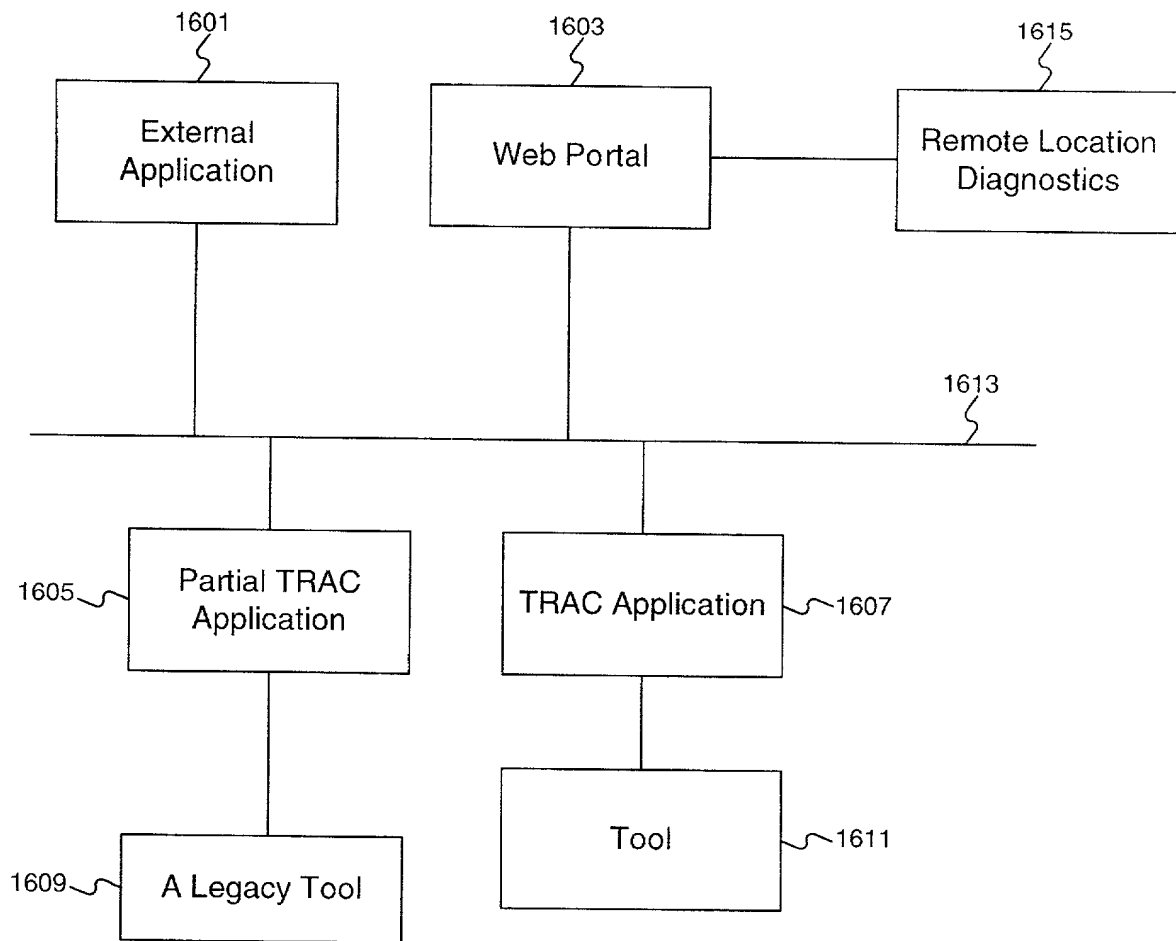 1601
1603
1615
External
Application
Web Portal
Remote Location
Diagnostics
1613
1605
Partial TRAC
Application
TRAC Application
1607
1609
A Legacy Tool
Tool
1611